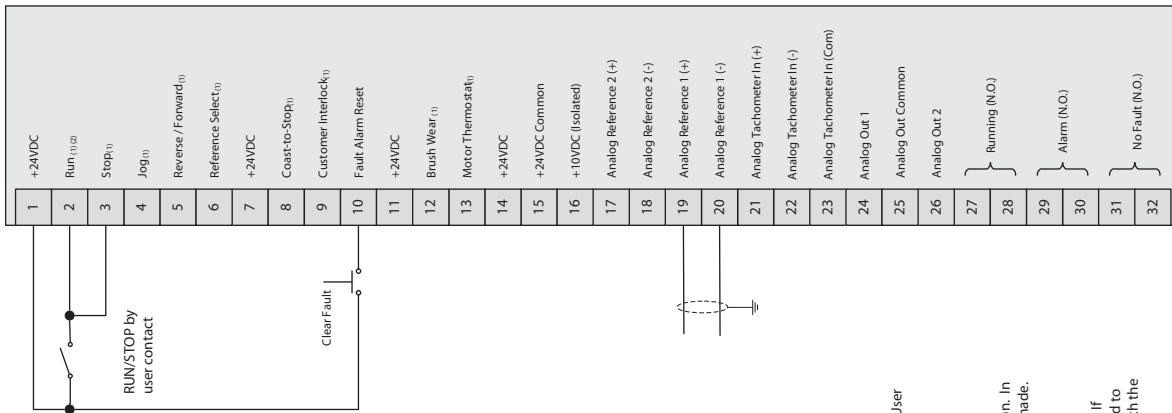 1 +24VDC
2 Run (1) (2)
3 Stop(1)
4 Jog(1)
5 Reverse / Forward(1)
6 Reference Select(1)
7 +24VDC
8 Coast-to-Stop(1)
9 Customer Interlock(1)
10 Fault Alarm Reset
11 +24VDC
12 Brush Wear (1)
13 Motor Thermostat(1)
14 +24VDC
15 +24VDC Common
16 +10VDC (Isolated)
17 Analog Reference 2 (+)
18 Analog Reference 2 (-)
19 Analog Reference 1 (+)
20 Analog Reference 1 (-)
21 Analog Tachometer In (+)
22 Analog Tachometer In (-)
23 Analog Tachometer In (Com)
24 Analog Out 1
25 Analog Out Common
26 Analog Out 2
27
28
Running (N.O.)
29
30
Alarm (N.O.)
31
32
No Fault (N.O.)
RUN/STOP by
user contact
Clear Fault
User
In
If
to
the